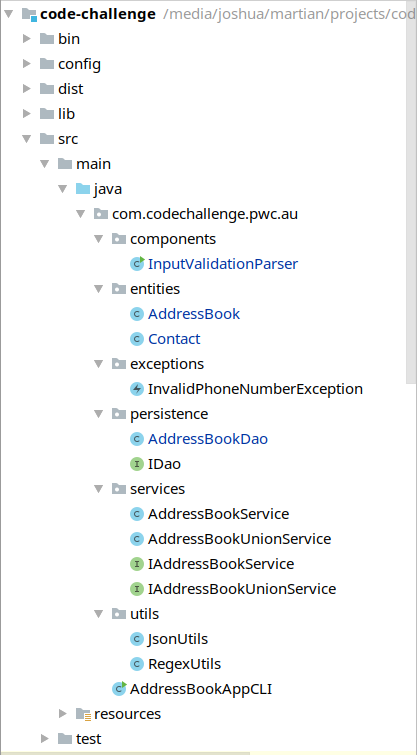 code-challenge /media/joshua/martian/projects/cod
bin
config
dist
lib
src
main
java
com.codechallenge.pwc.au
components
InputValidationParser
entities
AddressBook
Contact
exceptions
InvalidPhoneNumberException
persistence
AddressBookDao
IDao
services
AddressBookService
AddressBookUnionService
IAddressBookService
IAddressBookUnionService
utils
JsonUtils
RegexUtils
AddressBookAppCLI
resources
test